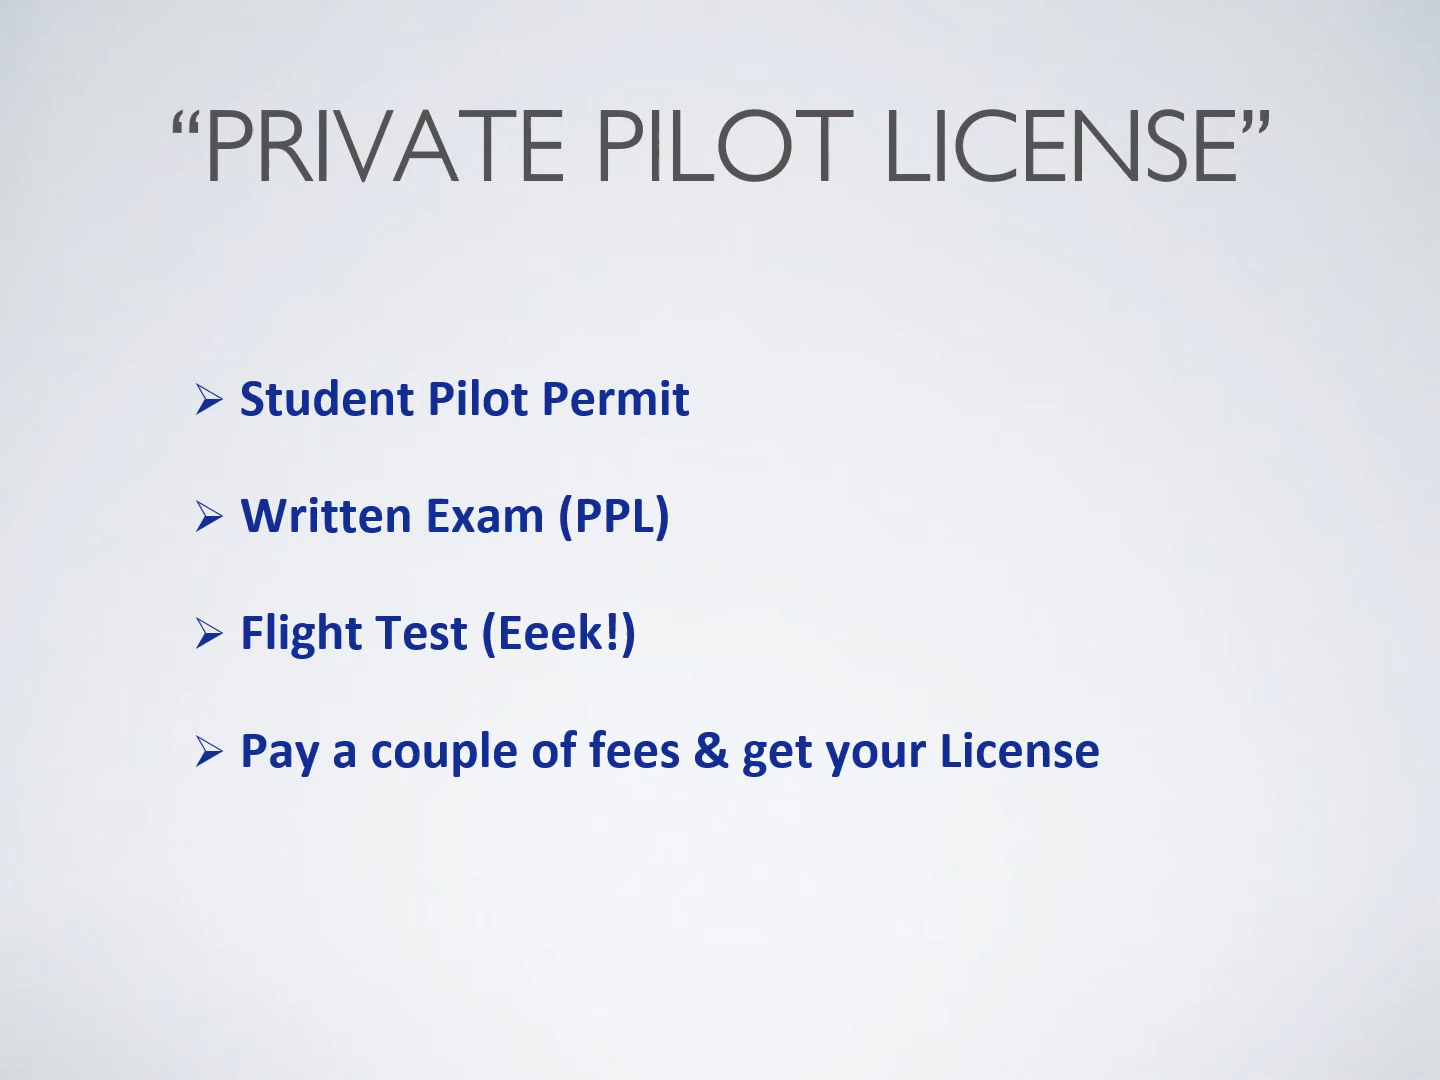 “PRIVATE PILOT LICENSE”
➢ Student Pilot Permit
➢ Written Exam (PPL)
➢ Flight Test (Eeek!)
➢ Pay a couple of fees & get your License